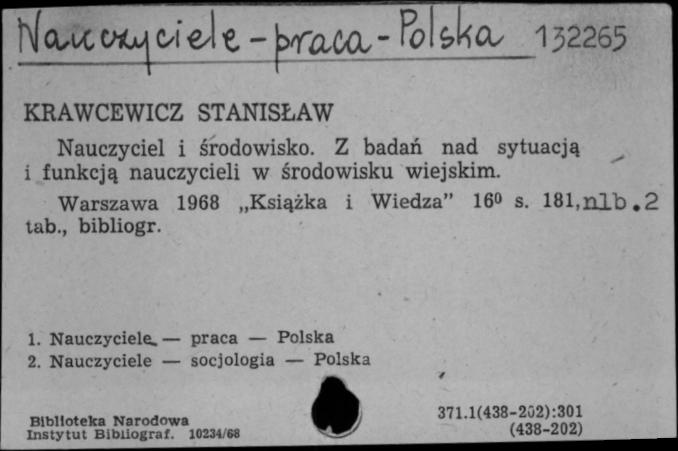 Nauczyciele - praca - Polska 132265
KRAWCEWICZ STANISŁAW
Nauczyciel i środowisko. Z badań nad sytuacją
i funkcją nauczycieli w środowisku wiejskim.
Warszawa 1968 „Książka i Wiedza” 16⁰ s. 181, nlb.2
tab., bibliogr.
1. Nauczyciele — praca — Polska
2. Nauczyciele — socjologia — Polska
Biblioteka Narodowa
Instytut Bibliograf. 10234/68
371.1(438-202):301
(438-202)